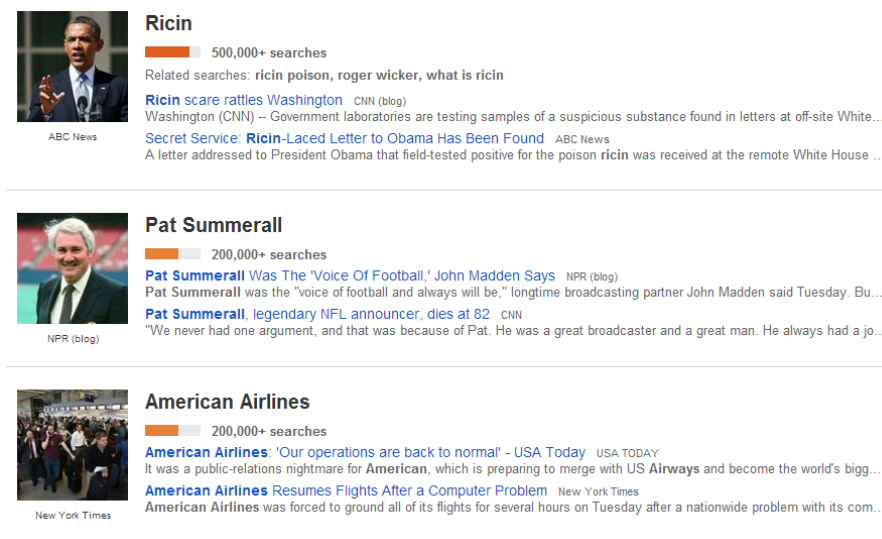 Ricin
500,000+ searches
Related searches: ricin poison, roger wicker, what is ricin
Ricin scare rattles Washington CNN (blog)
Washington (CNN) -- Government laboratories are testing samples of a suspicious substance found in letters at off-site White...
Secret Service: Ricin-Laced Letter to Obama Has Been Found ABC News
A letter addressed to President Obama that field-tested positive for the poison ricin was received at the remote White House ...
ABC News
Pat Summerall
200,000+ searches
Pat Summerall Was The 'Voice Of Football,' John Madden Says NPR (blog)
Pat Summerall was the "voice of football and always will be," longtime broadcasting partner John Madden said Tuesday. Bu...
Pat Summerall, legendary NFL announcer, dies at 82 CNN
"We never had one argument, and that was because of Pat. He was a great broadcaster and a great man. He always had a jo..
NPR (blog)
American Airlines
200,000+ searches
American Airlines: 'Our operations are back to normal' - USA Today USA TODAY
It was a public-relations nightmare for American, which is preparing to merge with US Airways and become the world's bigg...
American Airlines Resumes Flights After a Computer Problem New York Times
American Airlines was forced to ground all of its flights for several hours on Tuesday after a nationwide problem with its com..
New York Times